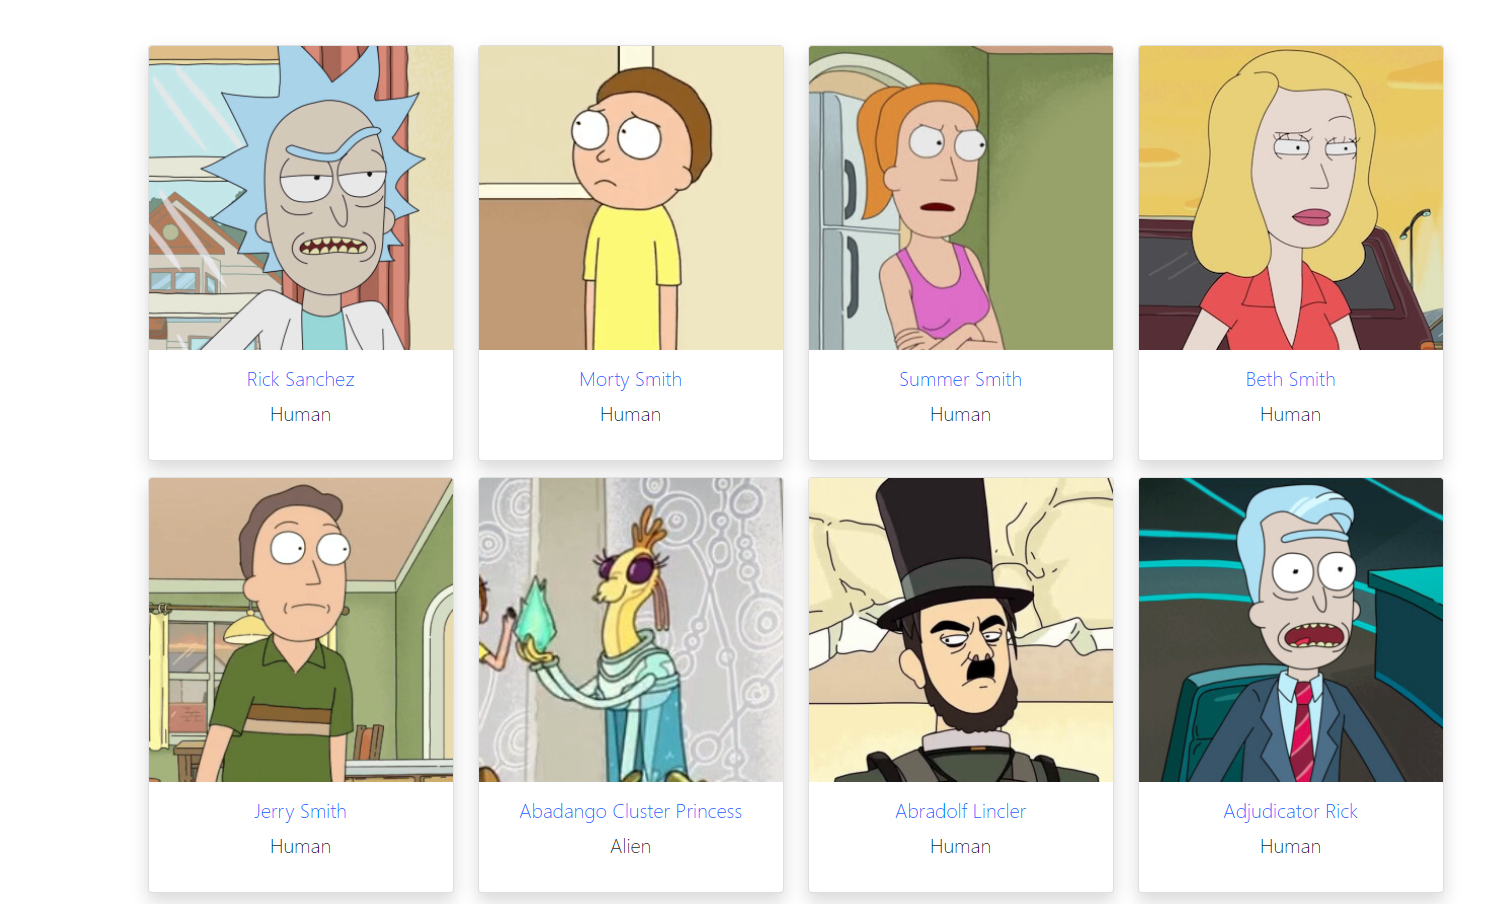 Rick Sanchez
Human
Morty Smith
Human
Summer Smith
Human
Beth Smith
Human
Jerry Smith
Human
Abadango Cluster Princess
Alien
Abradolf Lincler
Human
Adjudicator Rick
Human